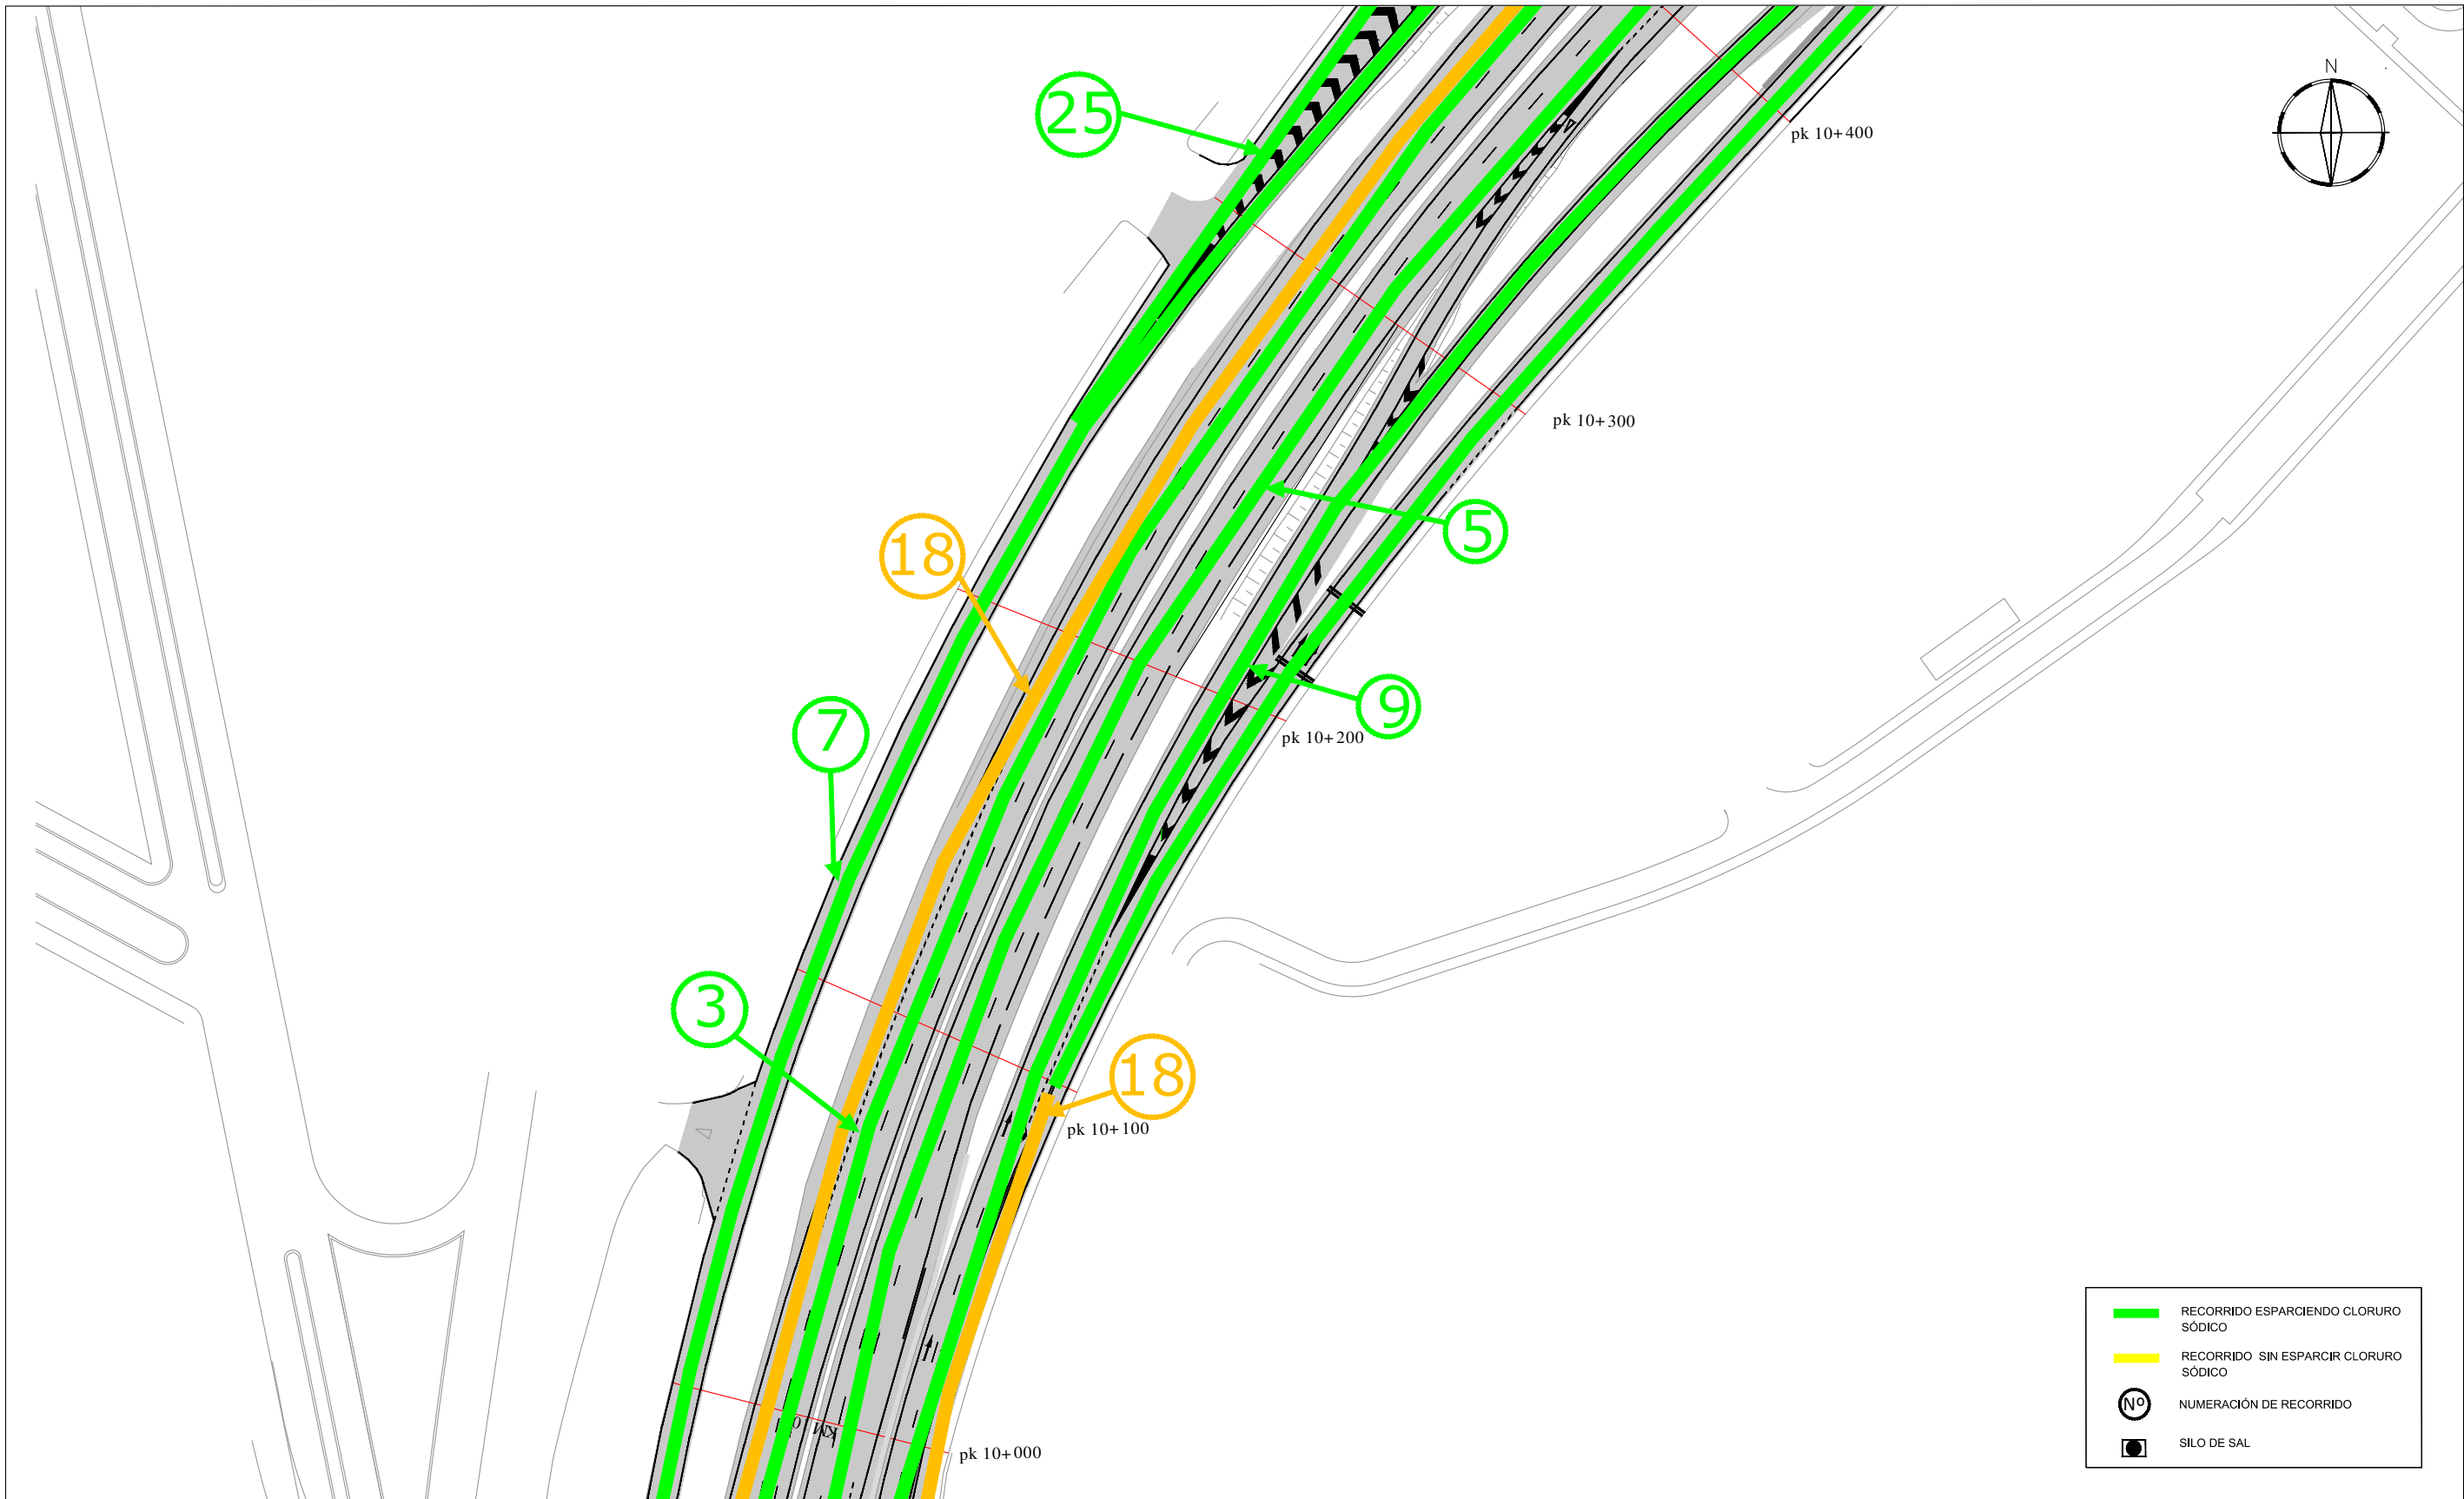 N
25
pk 10+400
pk 10+300
18
5
9
7
pk 10+200
3
18
pk 10+100
KM 10
pk 10+000
RECORRIDO ESPARCIENDO CLORURO
SÓDICO
RECORRIDO SIN ESPARCIR CLORURO
SÓDICO
Nº
NUMERACIÓN DE RECORRIDO
SILO DE SAL